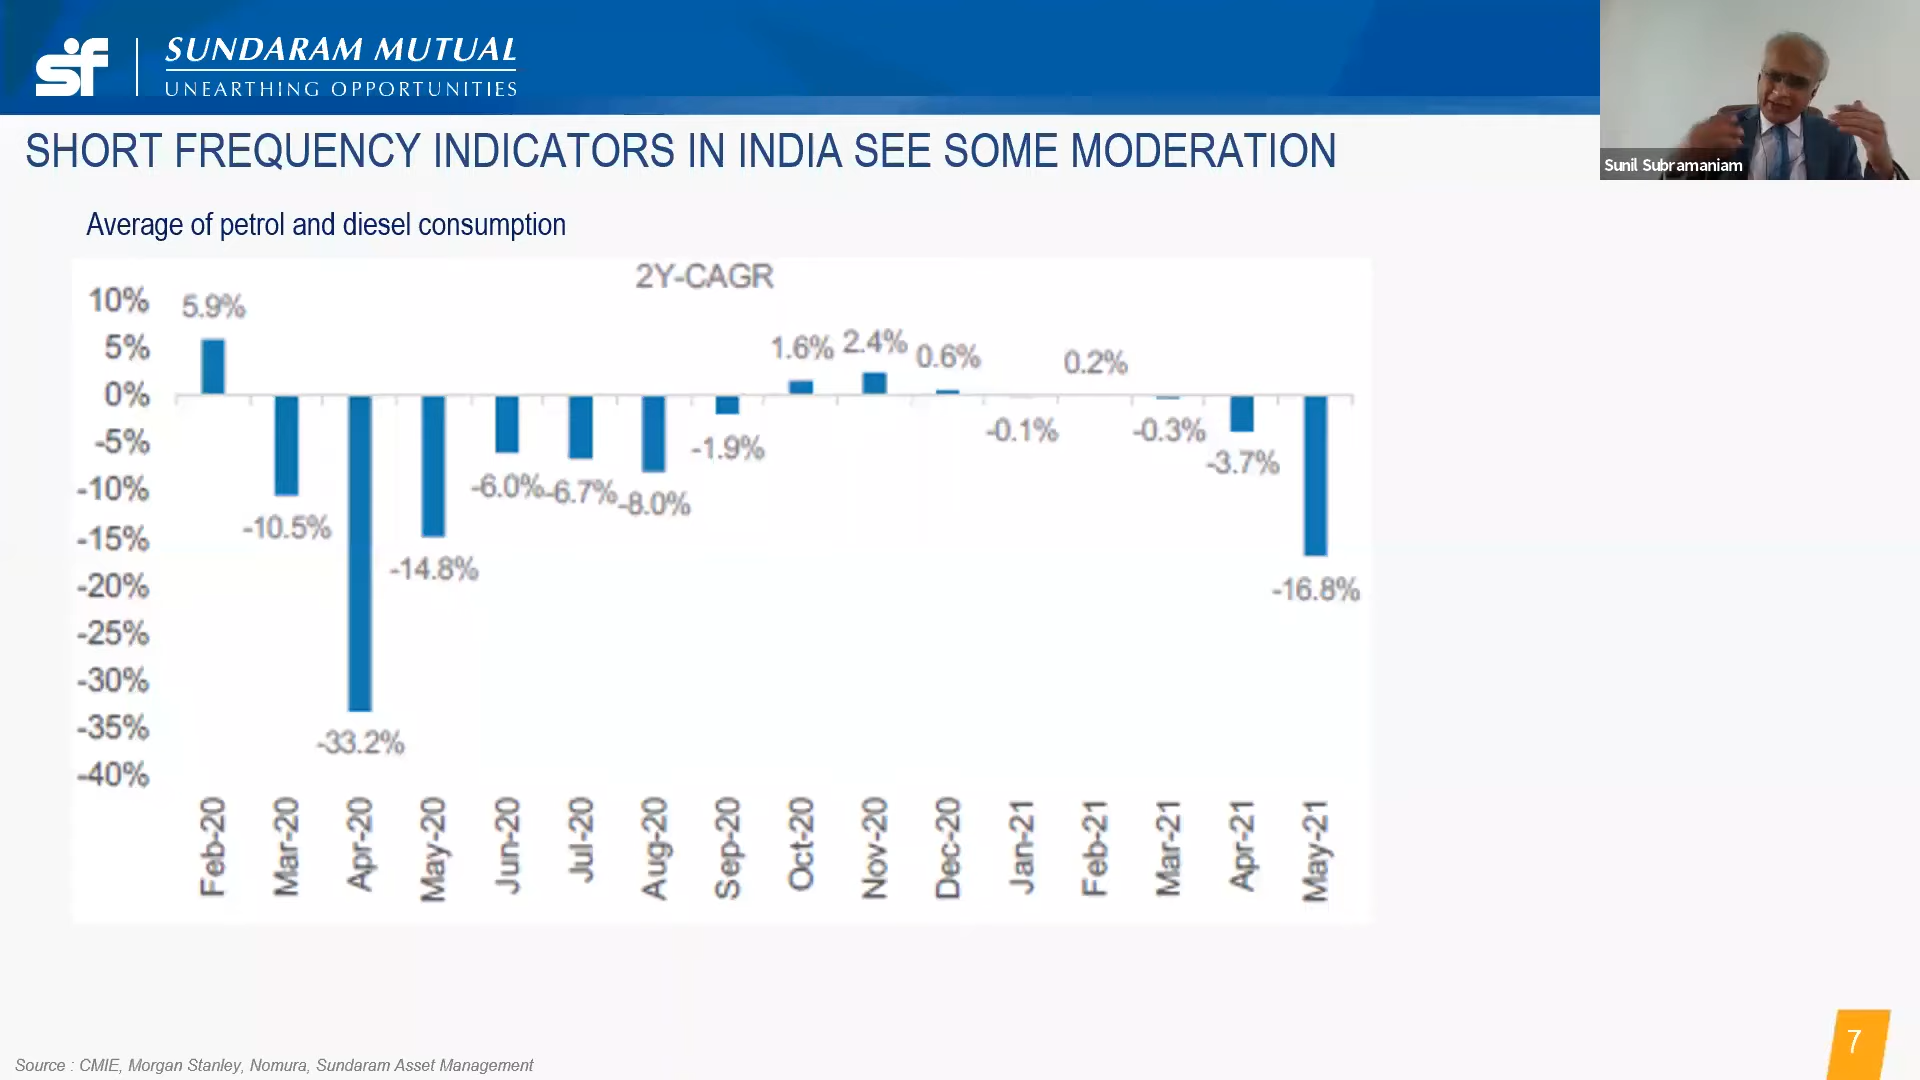 sf
SUNDARAM MUTUAL
UNEARTHING OPPORTUNITIES
Sunil Subramaniam
SHORT FREQUENCY INDICATORS IN INDIA SEE SOME MODERATION
Average of petrol and diesel consumption
2Y-CAGR
10%
5%
0%
-5%
-10%
-15%
-20%
-25%
-30%
-35%
-40%
5.9%
-10.5%
-33.2%
-14.8%
-6.0%
-6.7%
-8.0%
-1.9%
1.6%
2.4%
0.6%
-0.1%
0.2%
-0.3%
-3.7%
-16.8%
Feb-20
Mar-20
Apr-20
May-20
Jun-20
Jul-20
Aug-20
Sep-20
Oct-20
Nov-20
Dec-20
Jan-21
Feb-21
Mar-21
Apr-21
May-21
Source : CMIE, Morgan Stanley, Nomura, Sundaram Asset Management
7